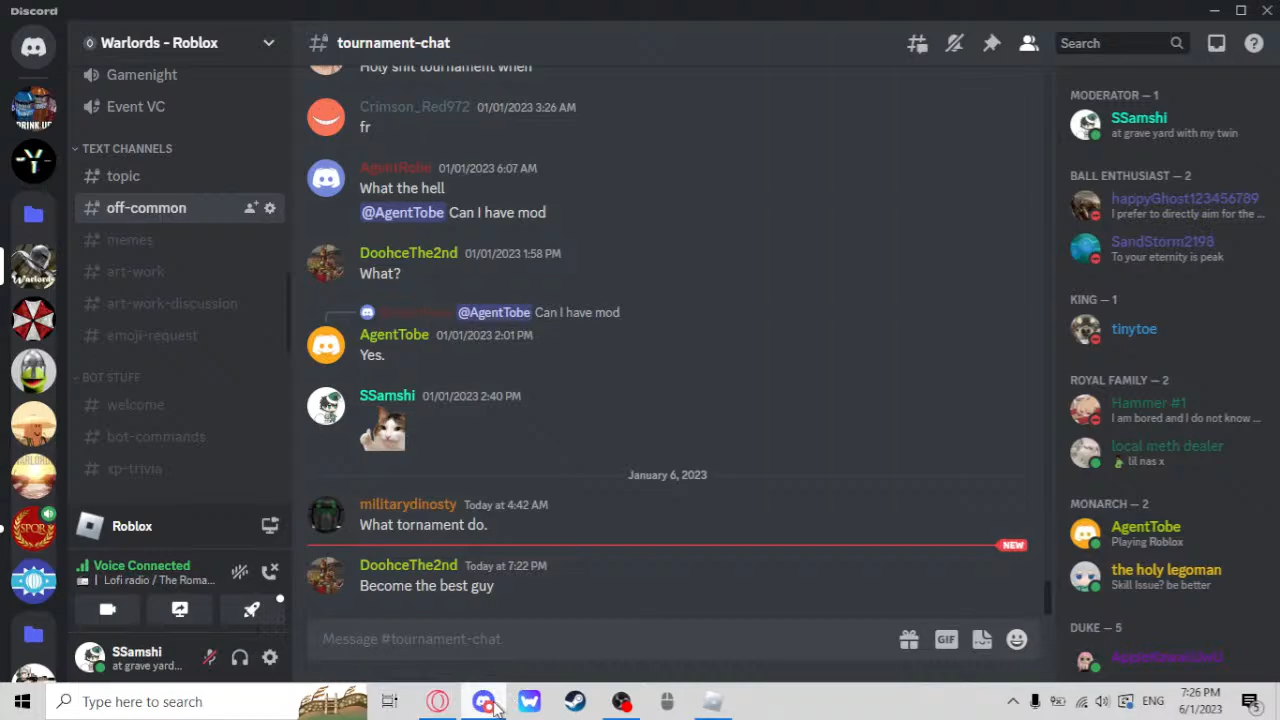 Discord
Warlords - Roblox
Gamenight
Event VC
TEXT CHANNELS
topic
off-common
memes
art-work
art-work-discussion
emoji-request
BOT STUFF
welcome
bot-commands
xp-trivia
Roblox
Voice Connected
Lofi radio / The Roma...
SSamshi
at grave yard...
tournament-chat
Search
Holy shit tournament when
Crimson_Red972 01/01/2023 3:26 AM
fr
AgentRobe 01/01/2023 6:07 AM
What the hell
@AgentTobe Can I have mod
DoohceThe2nd 01/01/2023 1:58 PM
What?
@AgentTobe Can I have mod
AgentTobe 01/01/2023 2:01 PM
Yes.
SSamshi 01/01/2023 2:40 PM
January 6, 2023
militarydinosty Today at 4:42 AM
What tornament do.
NEW
DoohceThe2nd Today at 7:22 PM
Become the best guy
Message #tournament-chat
GIF
MODERATOR — 1
SSamshi
at grave yard with my twin
BALL ENTHUSIAST — 2
happyGhost123456789
I prefer to directly aim for the ...
SandStorm2198
To your eternity is peak
KING — 1
tinytoe
ROYAL FAMILY — 2
Hammer #1
I am bored and I do not know ...
local meth dealer
lil nas x
MONARCH — 2
AgentTobe
Playing Roblox
the holy legoman
Skill Issue? be better
DUKE — 5
DRINK UP
Warlords
SPQR
Type here to search
ENG
7:26 PM
6/1/2023
5